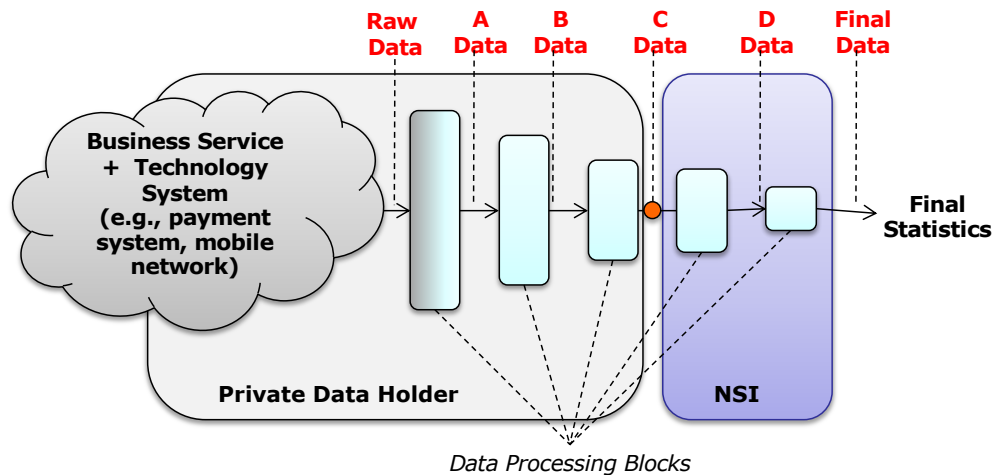 Raw
Data
A
Data
B
Data
C
Data
D
Data
Final
Data
Business Service
+ Technology
System
(e.g., payment
system, mobile
network)
Final
Statistics
Private Data Holder
NSI
Data Processing Blocks